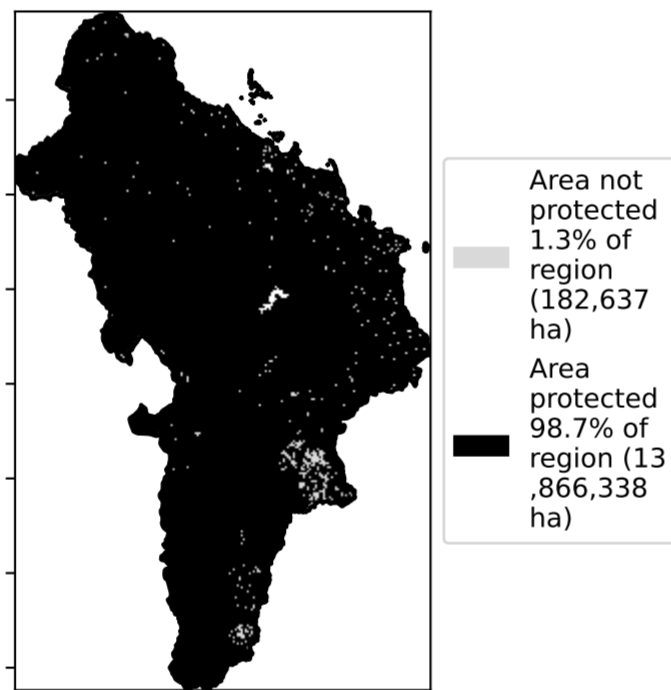 Area not
protected
1.3% of
region
(182,637
ha)
Area
protected
98.7% of
region (13
,866,338
ha)